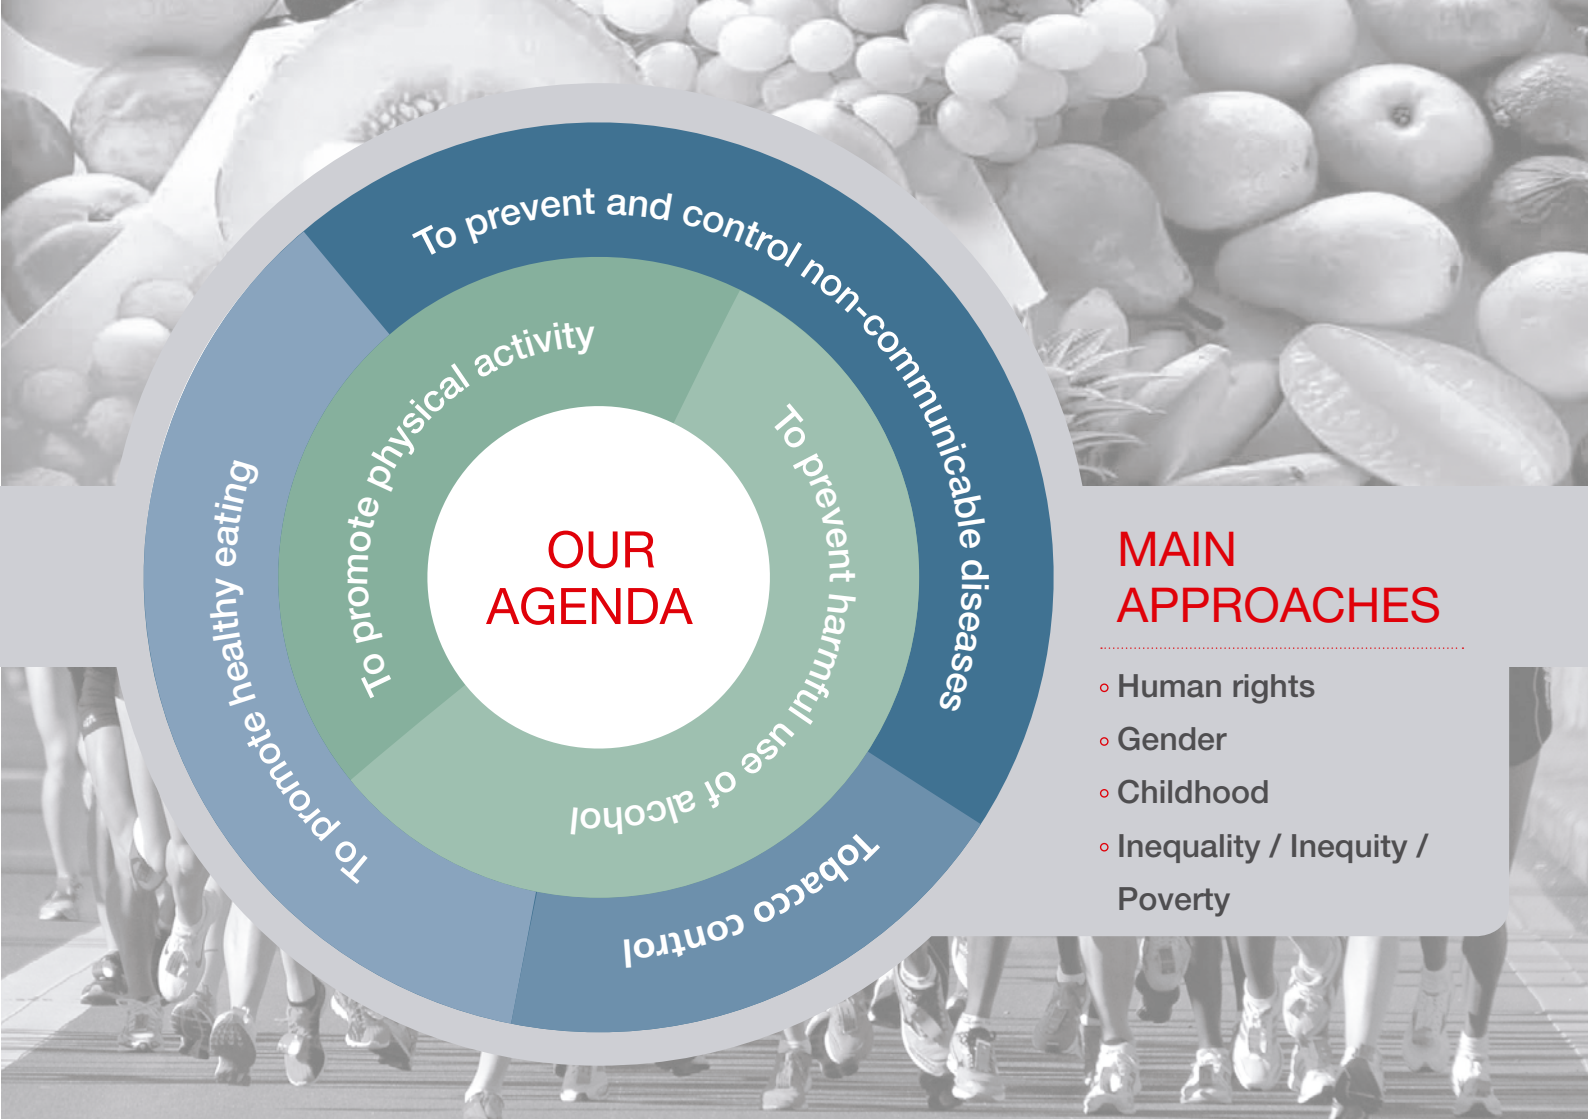 To prevent and control non-communicable diseases
To promote physical activity
To prevent harmful use of alcohol
To promote healthy eating
Tobacco control
OUR
AGENDA
MAIN
APPROACHES
Human rights
Gender
Childhood
Inequality / Inequity /
Poverty